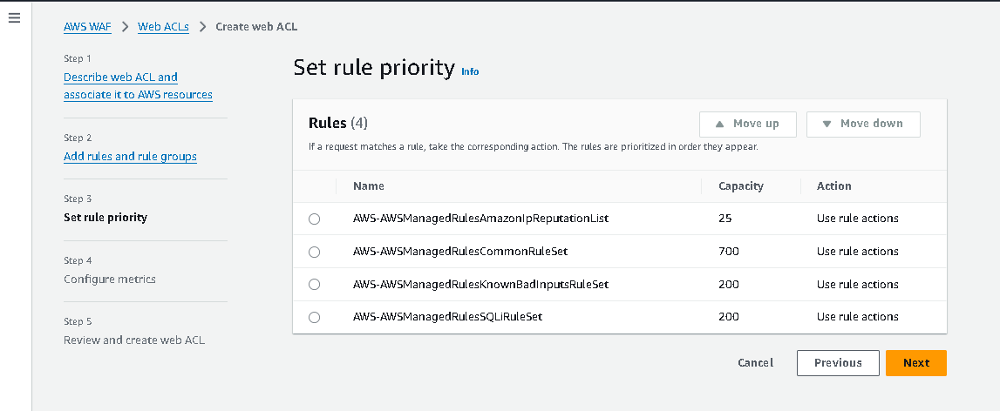 AWS WAF > Web ACLs > Create web ACL
Step 1
Describe web ACL and
associate it to AWS resources
Step 2
Add rules and rule groups
Step 3
Set rule priority
Step 4
Configure metrics
Step 5
Review and create web ACL
Set rule priority Info
Rules (4)
▲ Move up
▼ Move down
If a request matches a rule, take the corresponding action. The rules are prioritized in order they appear.
Name Capacity Action
AWS-AWSManagedRulesAmazonIpReputationList 25 Use rule actions
AWS-AWSManagedRulesCommonRuleSet 700 Use rule actions
AWS-AWSManagedRulesKnownBadInputsRuleSet 200 Use rule actions
AWS-AWSManagedRulesSQLiRuleSet 200 Use rule actions
Cancel Previous Next